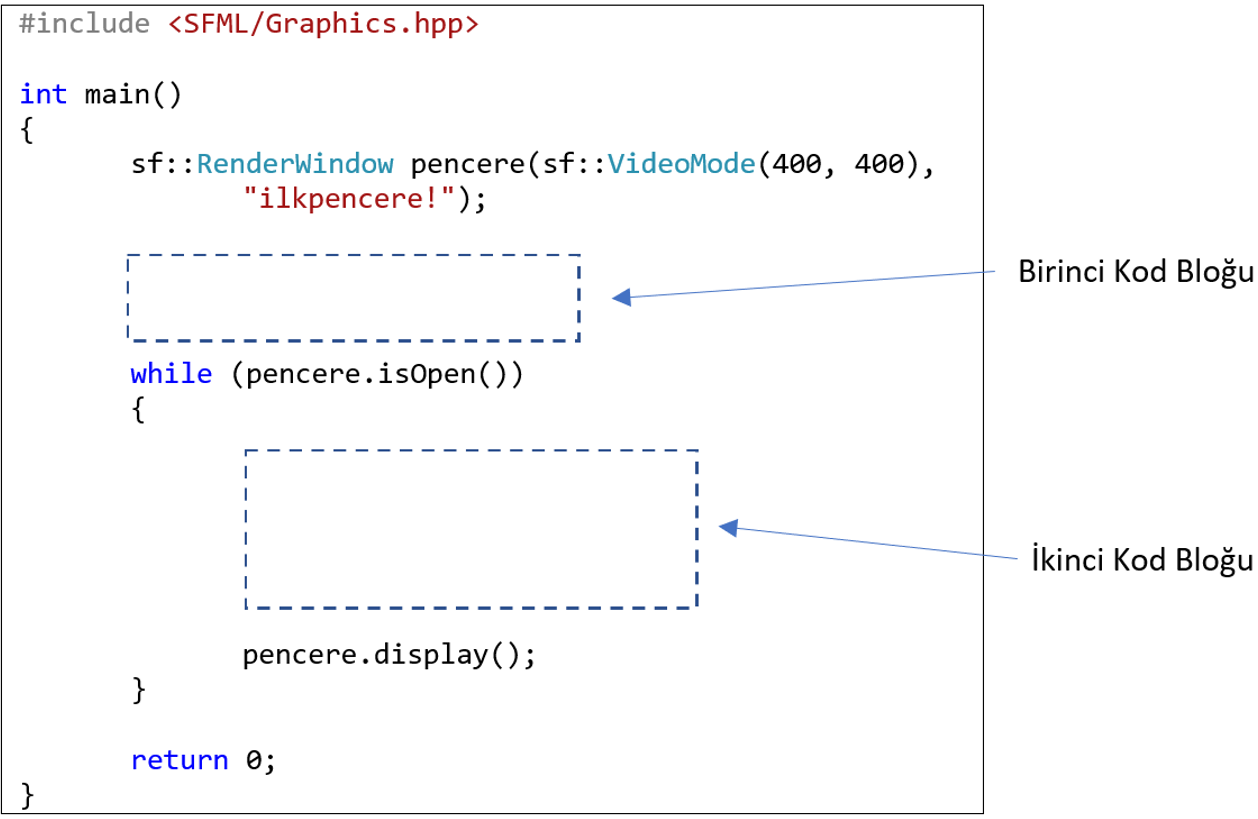 #include <SFML/Graphics.hpp>
int main()
{
sf::RenderWindow pencere(sf::VideoMode(400, 400),
"ilkpencere!");
Birinci Kod Bloğu
while (pencere.isOpen())
{
İkinci Kod Bloğu
pencere.display();
}
return 0;
}